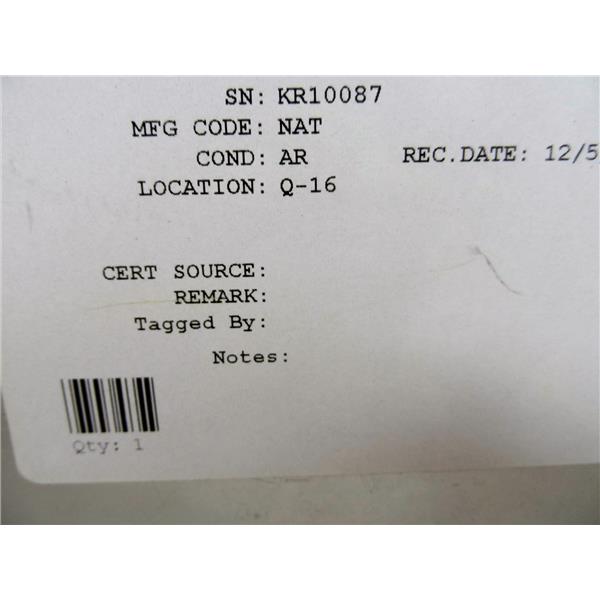 SN: KR10087
MFG CODE: NAT
COND: AR REC.DATE: 12/5
LOCATION: Q-16
CERT SOURCE:
REMARK:
Tagged By:
Notes:
Qty: 1